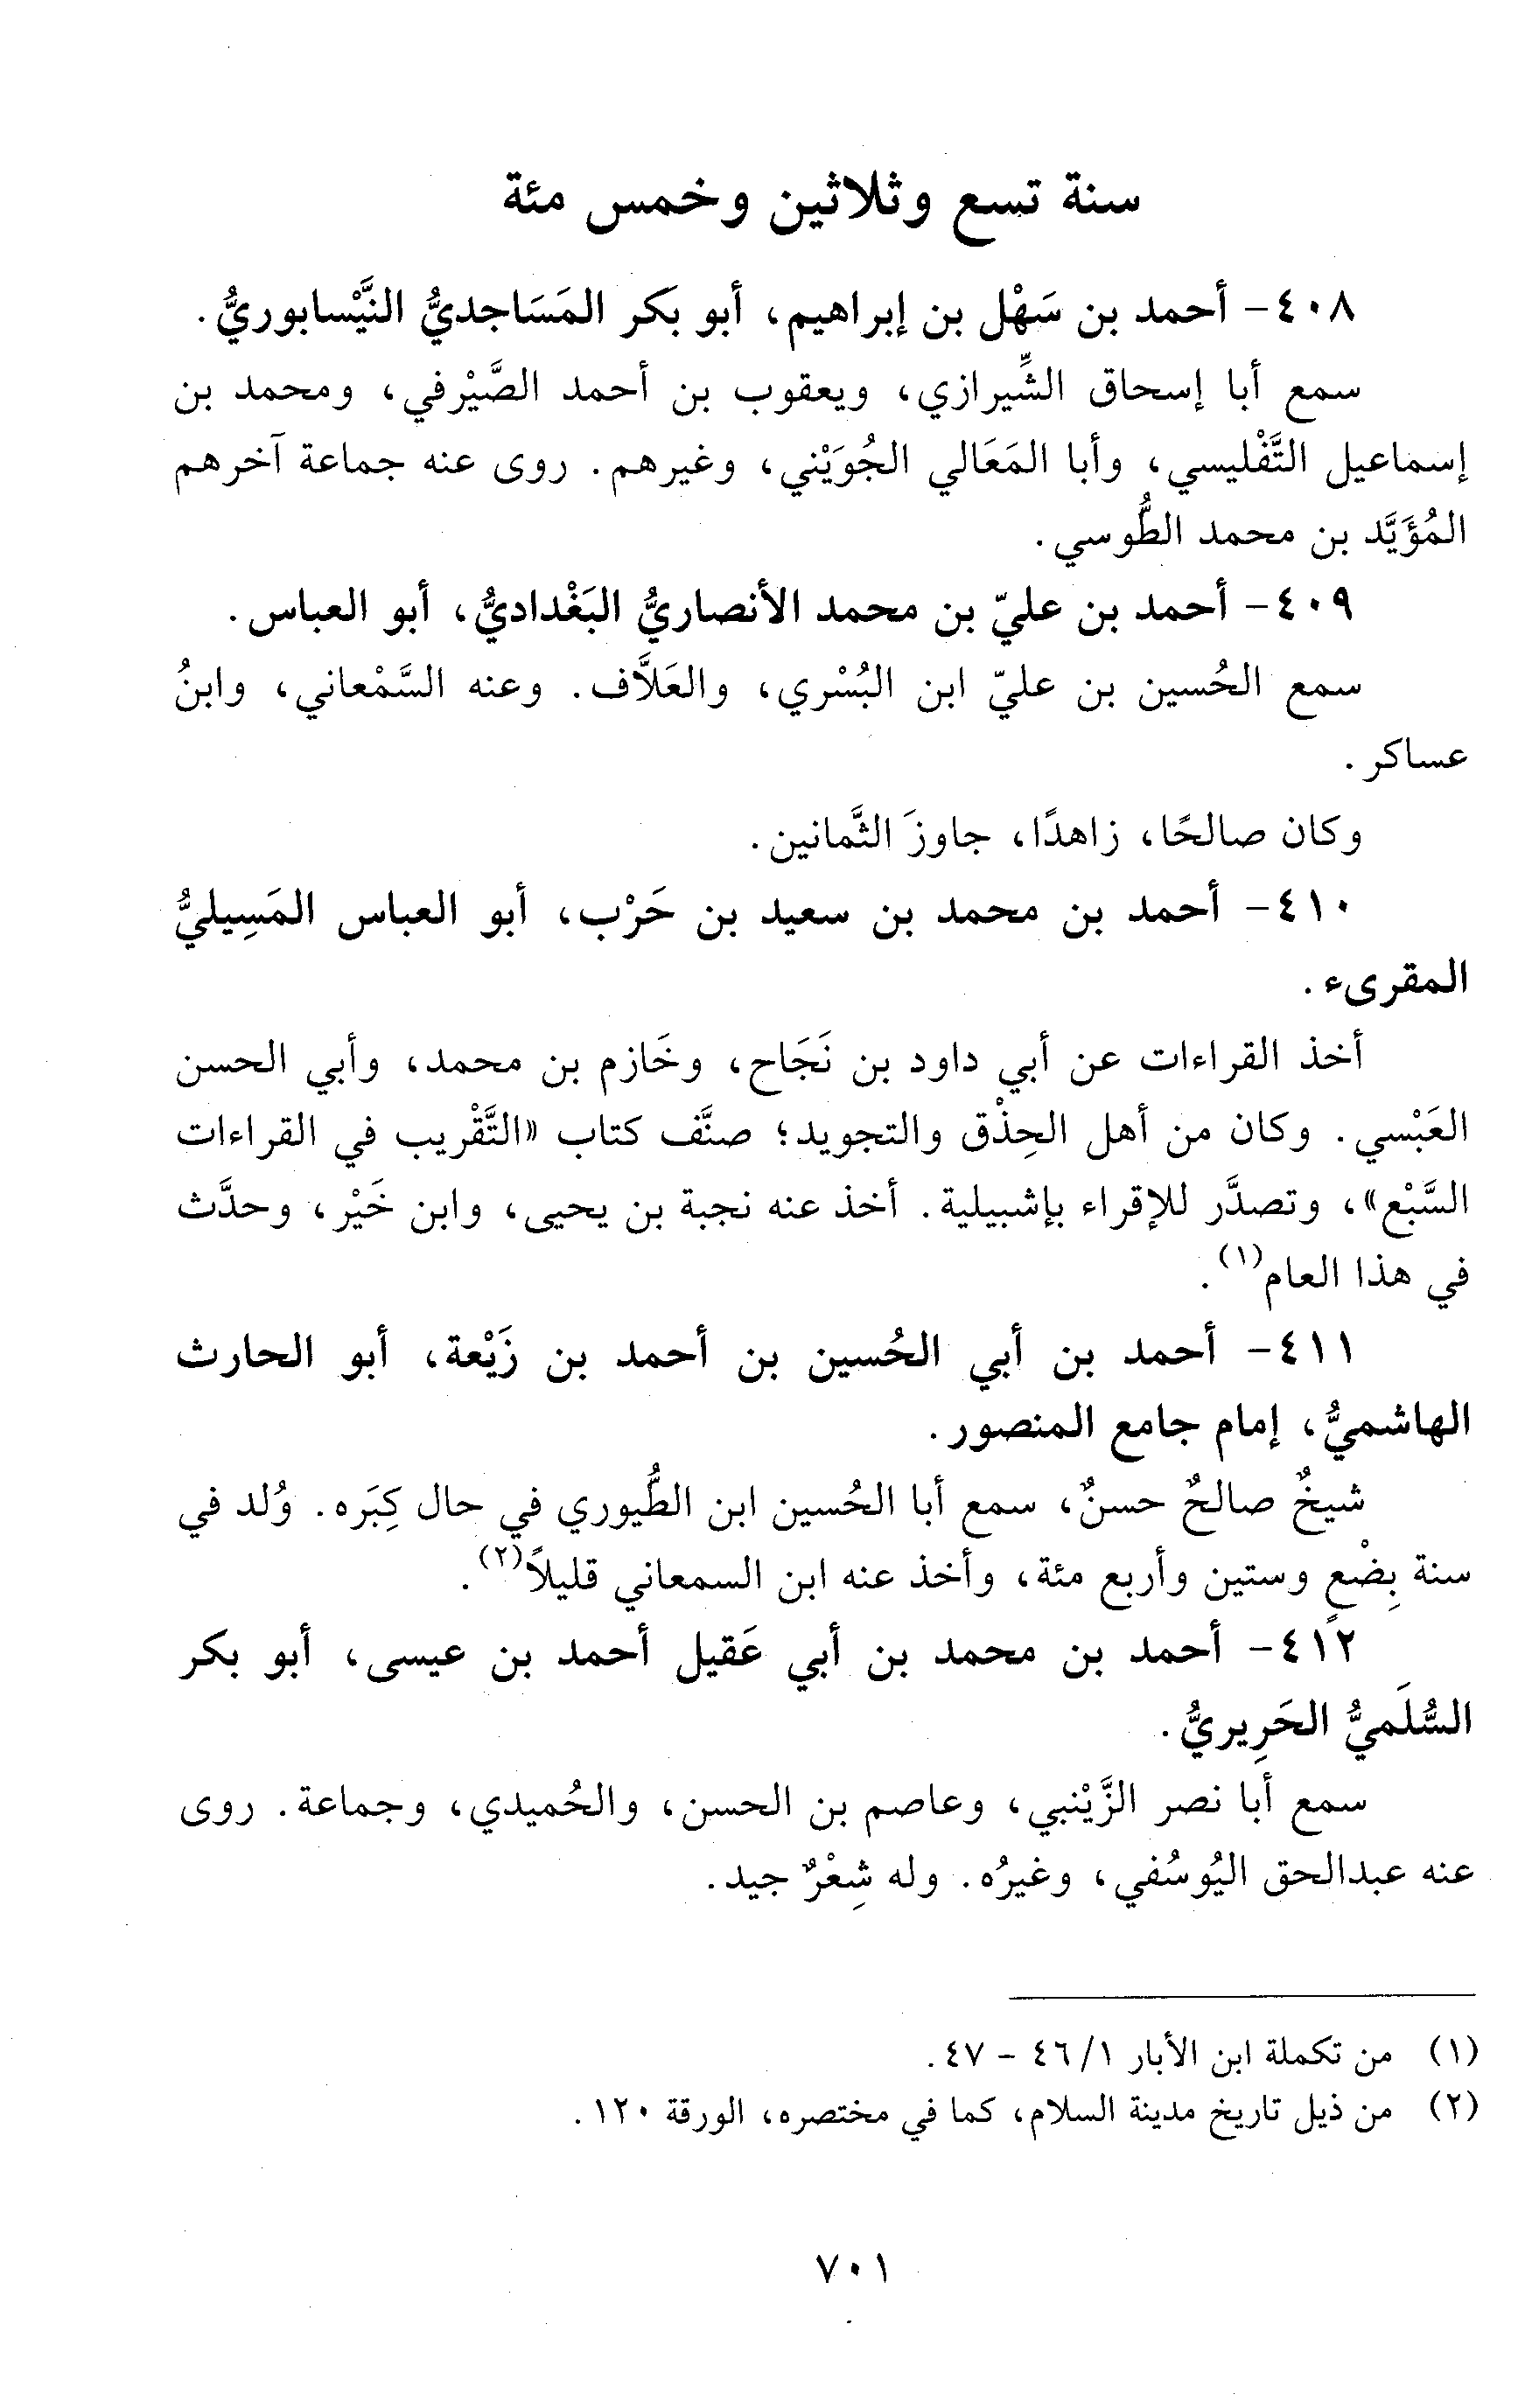 سنة تسع وثلاثين وخمس مئة
٤٠٨- أحمد بن سَهْل بن إبراهيم، أبو بكر المَسَاجديُّ النَّيْسابوريُّ.
سمع أبا إسحاق الشِّيرازي، ويعقوب بن أحمد الصَّيْرفي، ومحمد بن
إسماعيل التَّفْليسي، وأبا المَعَالي الجُوَيْني، وغيرهم. روى عنه جماعة آخرهم
المُؤَيَّد بن محمد الطُّوسي.
٤٠٩- أحمد بن عليّ بن محمد الأنصاريُّ البَغْداديُّ، أبو العباس.
سمع الحُسين بن عليّ ابن البُسْري، والعَلاَّف. وعنه السَّمْعاني، وابنُ
عساكر.
وكان صالحًا، زاهدًا، جاوزَ الثَّمانين.
٤١٠- أحمد بن محمد بن سعيد بن حَرْب، أبو العباس المَسِيليُّ
المقرىء.
أخذ القراءات عن أبي داود بن نَجَاح، وخَازم بن محمد، وأبي الحسن
العَبْسي. وكان من أهل الحِذْق والتجويد؛ صنَّف كتاب «التَّقْريب في القراءات
السَّبْع»، وتصدَّر للإقراء بإشبيلية. أخذ عنه نجبة بن يحيى، وابن خَيْر، وحدَّث
في هذا العام(١).
٤١١- أحمد بن أبي الحُسين بن أحمد بن زَيْعة، أبو الحارث
الهاشميُّ، إمام جامع المنصور.
شيخٌ صالحٌ حسنٌ، سمع أبا الحُسين ابن الطُّيوري في حال كِبَره. وُلد في
سنة بِضْعٍ وستين وأربع مئة، وأخذ عنه ابن السمعاني قليلاً(٢).
٤١٢- أحمد بن محمد بن أبي عَقيل أحمد بن عيسى، أبو بكر
السُّلَميُّ الحَرِيريُّ.
سمع أبا نصر الزَّيْنبي، وعاصم بن الحسن، والحُميدي، وجماعة. روى
عنه عبدالحق اليُوسُفي، وغيرُه. وله شِعْرٌ جيد.
(١) من تكملة ابن الأبار ١/ ٤٦ - ٤٧.
(٢) من ذيل تاريخ مدينة السلام، كما في مختصره، الورقة ١٢٠.
٧٠١